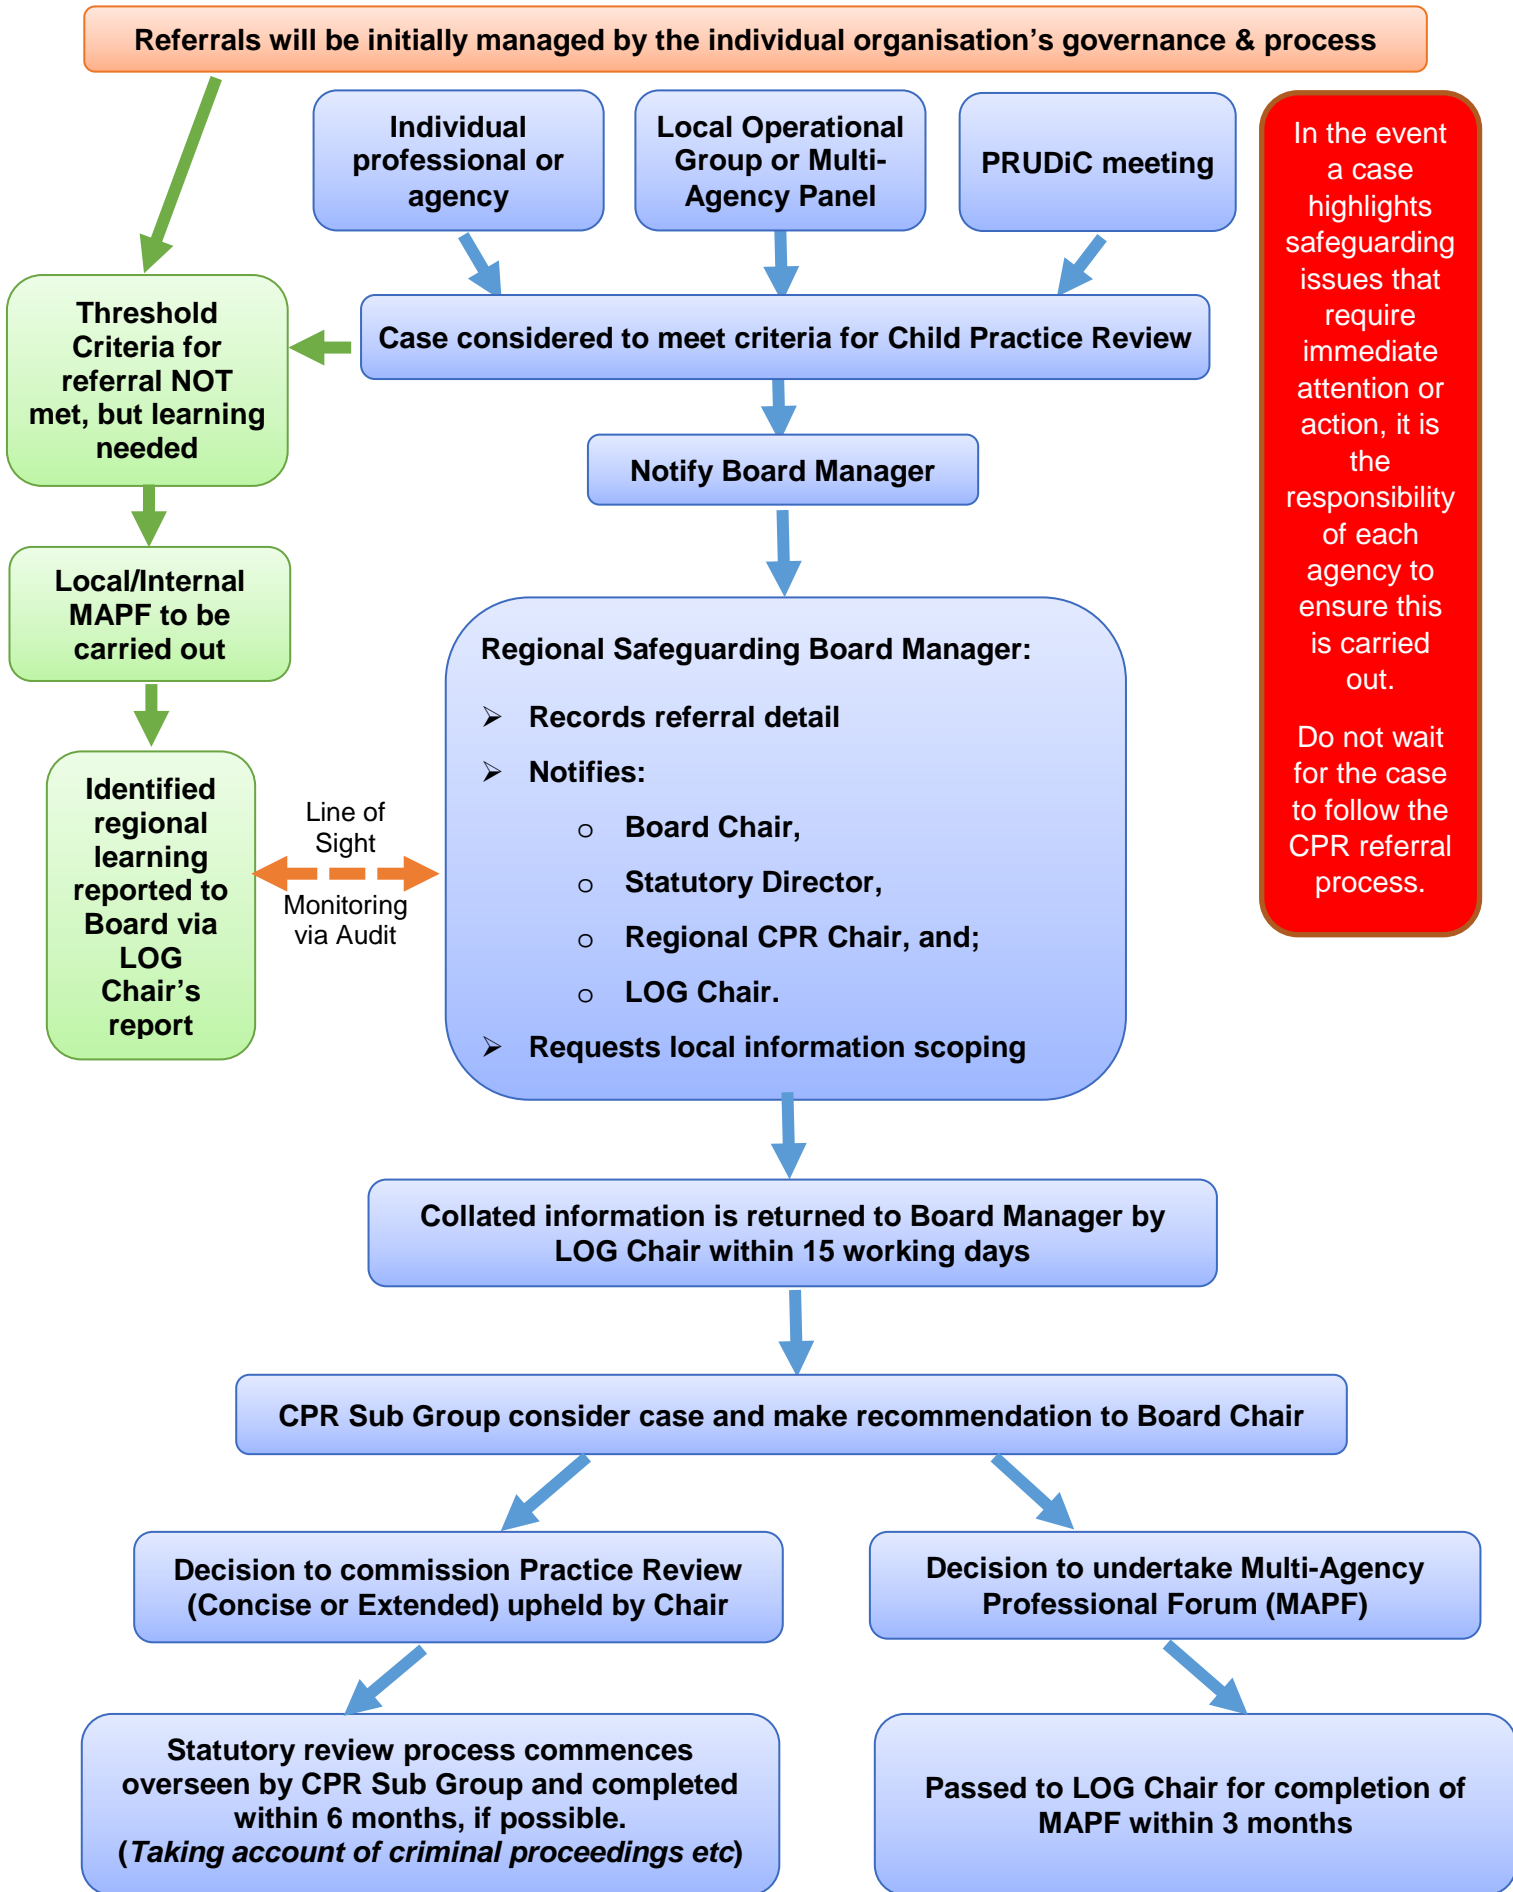 Referrals will be initially managed by the individual organisation’s governance & process
Individual
professional or
agency
Local Operational
Group or Multi-
Agency Panel
PRUDiC meeting
In the event
a case
highlights
safeguarding
issues that
require
immediate
attention or
action, it is
the
responsibility
of each
agency to
ensure this
is carried
out.
Do not wait
for the case
to follow the
CPR referral
process.
Threshold
Criteria for
referral NOT
met, but learning
needed
Case considered to meet criteria for Child Practice Review
Notify Board Manager
Local/Internal
MAPF to be
carried out
Regional Safeguarding Board Manager:
➢ Records referral detail
➢ Notifies:
o Board Chair,
o Statutory Director,
o Regional CPR Chair, and;
o LOG Chair.
➢ Requests local information scoping
Identified
regional
learning
reported to
Board via
LOG
Chair’s
report
Line of
Sight
Monitoring
via Audit
Collated information is returned to Board Manager by
LOG Chair within 15 working days
CPR Sub Group consider case and make recommendation to Board Chair
Decision to commission Practice Review
(Concise or Extended) upheld by Chair
Decision to undertake Multi-Agency
Professional Forum (MAPF)
Statutory review process commences
overseen by CPR Sub Group and completed
within 6 months, if possible.
(Taking account of criminal proceedings etc)
Passed to LOG Chair for completion of
MAPF within 3 months